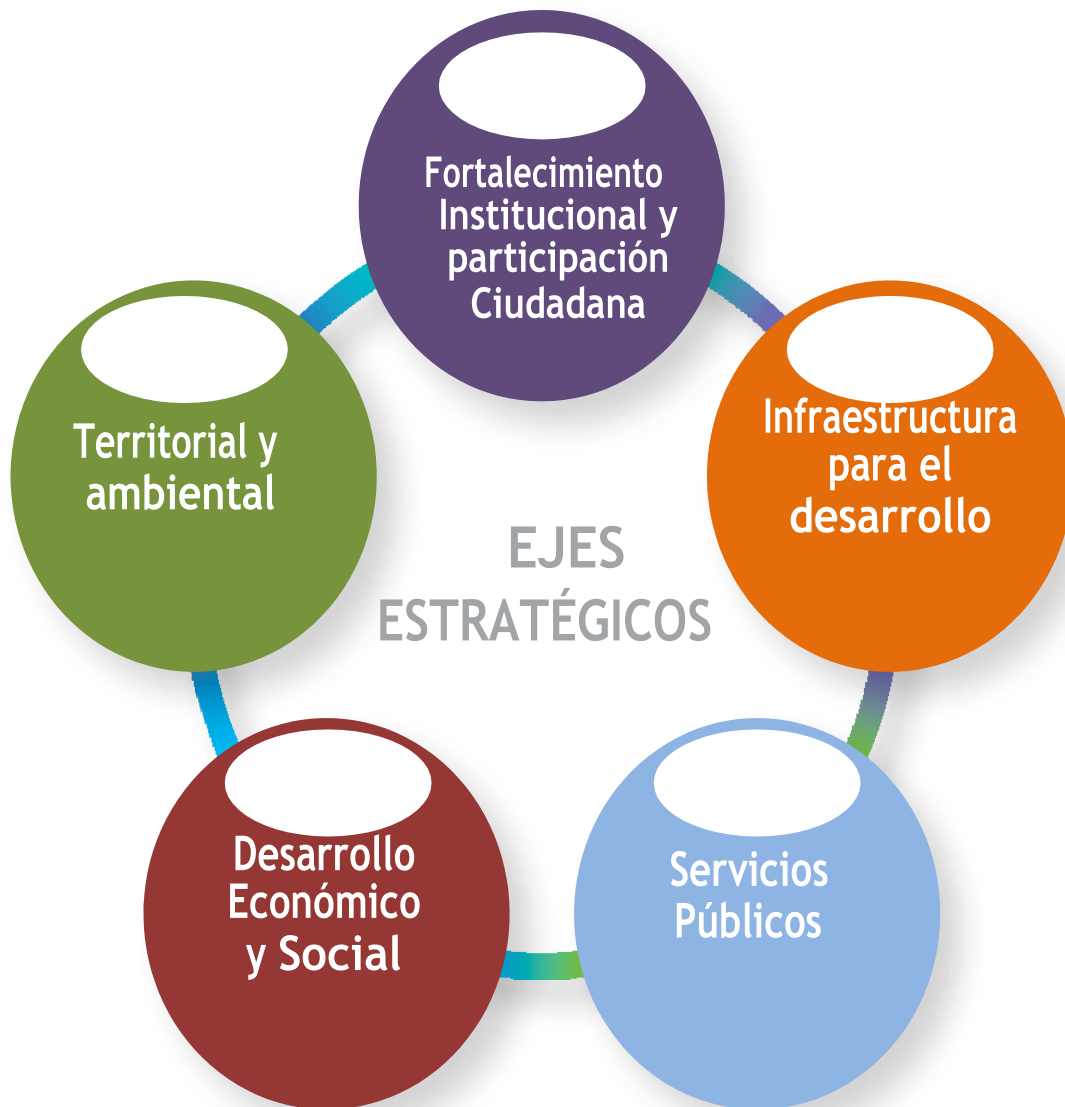 Fortalecimiento
Institucional y
participación
Ciudadana
Infraestructura
para el
desarrollo
Territorial y
ambiental
EJES
ESTRATÉGICOS
Desarrollo
Económico
y Social
Servicios
Públicos